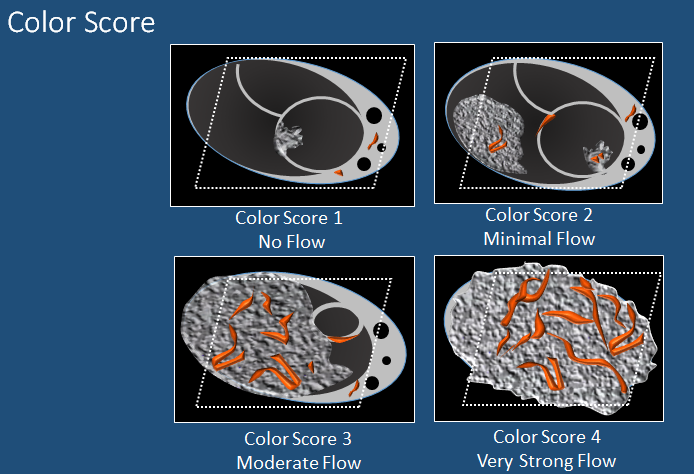 Color Score
Color Score 1
No Flow
Color Score 2
Minimal Flow
Color Score 3
Moderate Flow
Color Score 4
Very Strong Flow